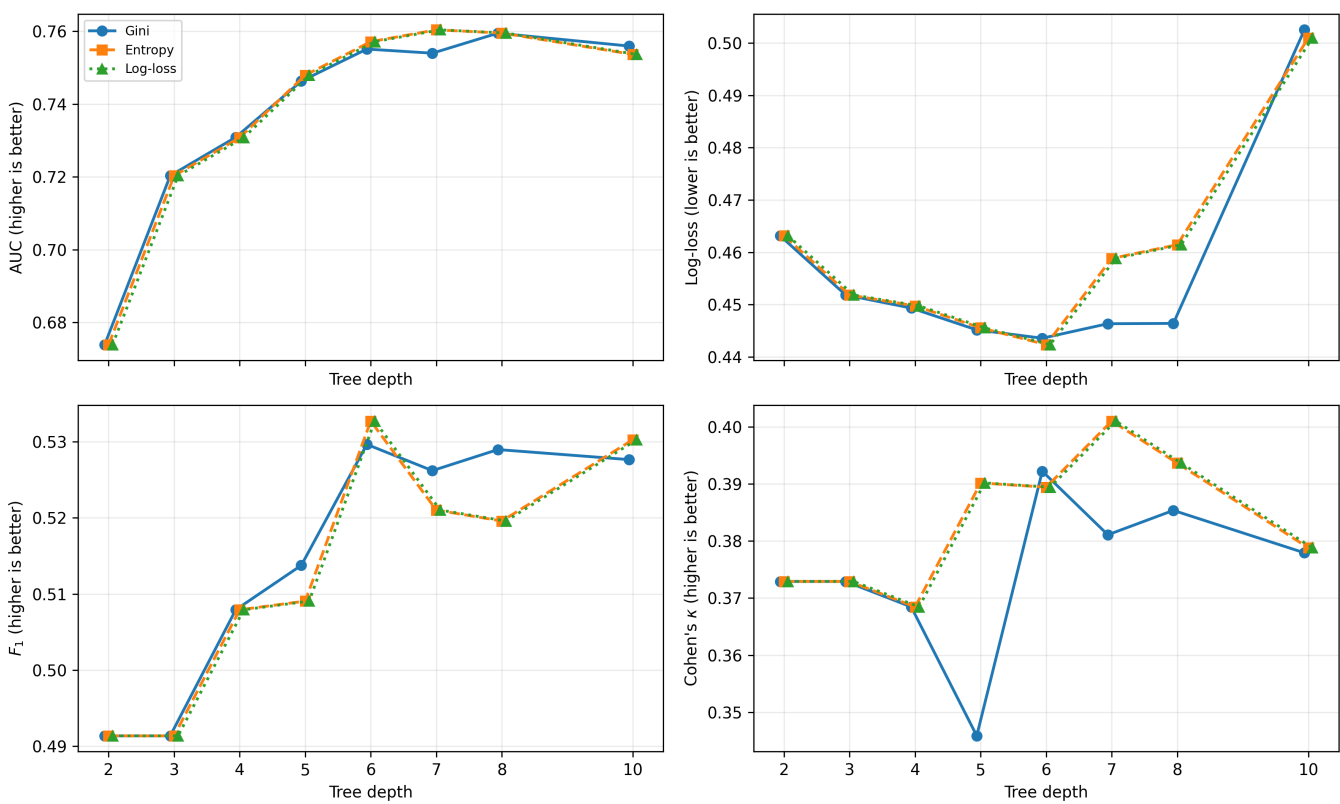 AUC (higher is better)
0.76
0.74
0.72
0.70
0.68
Gini
Entropy
Log-loss
Tree depth
Log-loss (lower is better)
0.50
0.49
0.48
0.47
0.46
0.45
0.44
Tree depth
F₁ (higher is better)
0.53
0.52
0.51
0.50
0.49
2 3 4 5 6 7 8 10
Tree depth
Cohen's κ (higher is better)
0.40
0.39
0.38
0.37
0.36
0.35
2 3 4 5 6 7 8 10
Tree depth